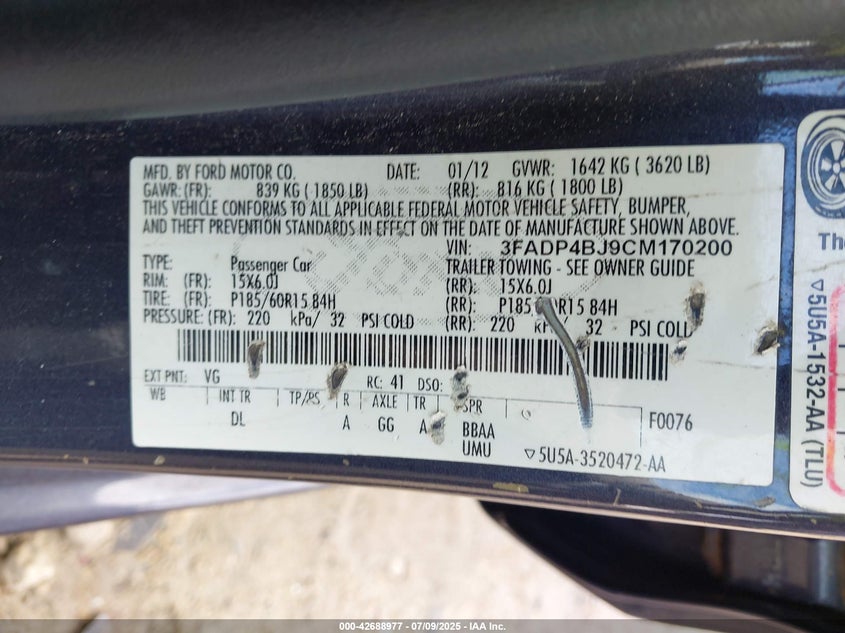 MFD. BY FORD MOTOR CO. DATE: 01/12 GVWR: 1642 KG ( 3620 LB)
GAWR: (FR): 839 KG ( 1850 LB) (RR): 816 KG ( 1800 LB)
THIS VEHICLE CONFORMS TO ALL APPLICABLE FEDERAL MOTOR VEHICLE SAFETY, BUMPER,
AND THEFT PREVENTION STANDARDS IN EFFECT ON THE DATE OF MANUFACTURE SHOWN ABOVE.
VIN: 3FADP4BJ9CM170200
TYPE: Passenger Car TRAILER TOWING - SEE OWNER GUIDE
RIM: (FR): 15X6.0J (RR): 15X6.0J
TIRE: (FR): P185/60R15 84H (RR): P185/60R15 84H
PRESSURE: (FR): 220 kPa/ 32 PSI COLD (RR): 220 kPa/ 32 PSI COLD
EXT PNT: VG RC: 41 DSO:
WB INT TR TP/PS R AXLE TR SPR
DL A GG A BBAA F0076
UMU ▽5U5A-3520472-AA
Th
▽5U5A-1532-AA (TLU)
000-42688977 - 07/09/2025 - IAA Inc.